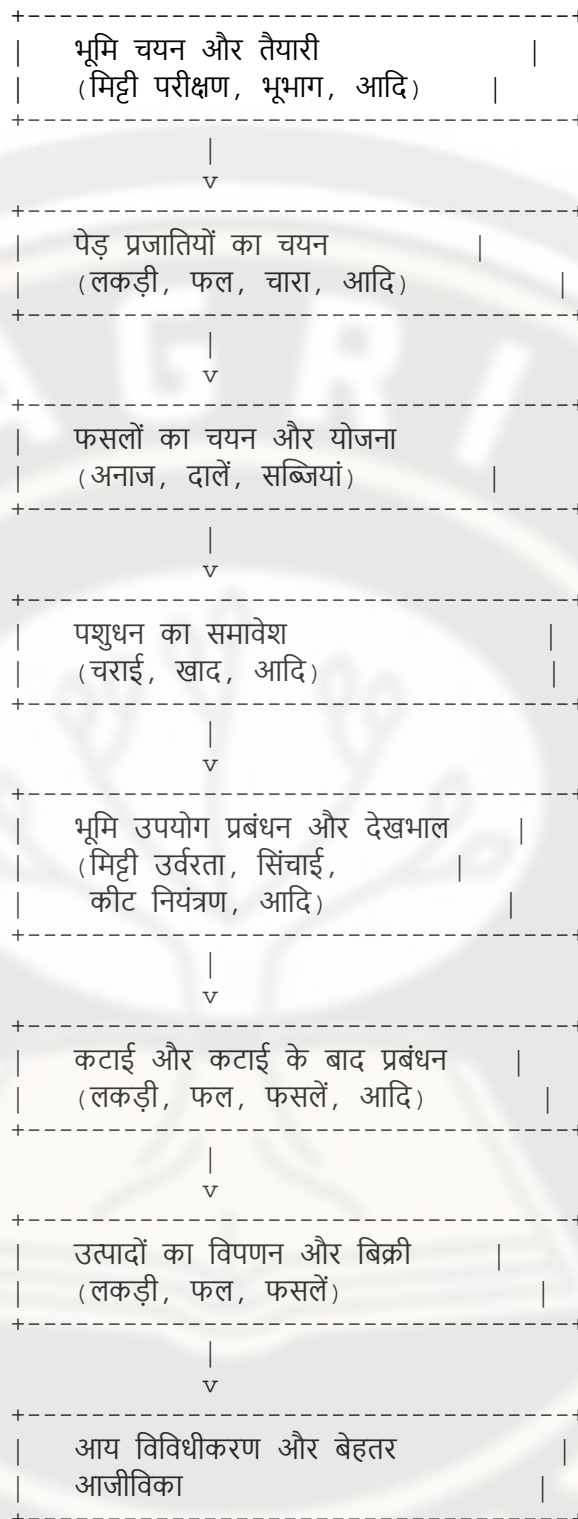 भूमि चयन और तैयारी
(मिट्टी परीक्षण, भूभाग, आदि)
पेड़ प्रजातियों का चयन
(लकड़ी, फल, चारा, आदि)
फसलों का चयन और योजना
(अनाज, दालें, सब्जियां)
पशुधन का समावेश
(चराई, खाद, आदि)
भूमि उपयोग प्रबंधन और देखभाल
(मिट्टी उर्वरता, सिंचाई,
कीट नियंत्रण, आदि)
कटाई और कटाई के बाद प्रबंधन
(लकड़ी, फल, फसलें, आदि)
उत्पादों का विपणन और बिक्री
(लकड़ी, फल, फसलें)
आय विविधीकरण और बेहतर
आजीविका
AGRI